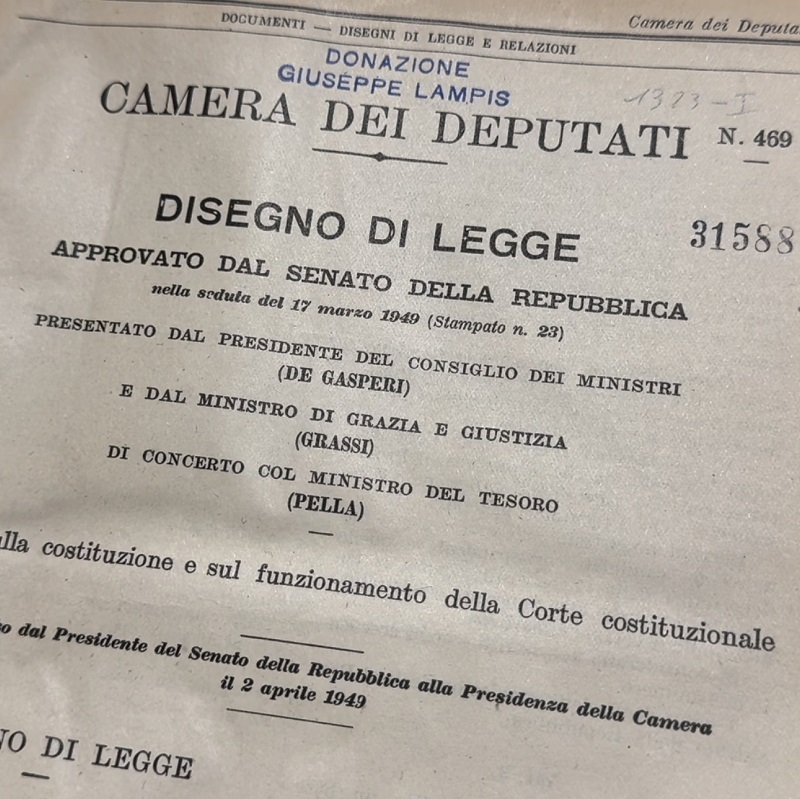 DOCUMENTI — DISEGNI DI LEGGE E RELAZIONI
Camera dei
DONAZIONE
GIUSEPPE LAMPIS
1323-I
CAMERA DEI DEPUTATI
N. 469
DISEGNO DI LEGGE
31588
APPROVATO DAL SENATO DELLA REPUBBLICA
nella seduta del 17 marzo 1949 (Stampato n. 23)
PRESENTATO DAL PRESIDENTE DEL CONSIGLIO DEI MINISTRI
(DE GASPERI)
E DAL MINISTRO DI GRAZIA E GIUSTIZIA
(GRASSI)
DI CONCERTO COL MINISTRO DEL TESORO
(PELLA)
costituzione e sul funzionamento della Corte costituzionale
dal Presidente del Senato della Repubblica alla Presidenza della Camera
il 2 aprile 1949
DI LEGGE